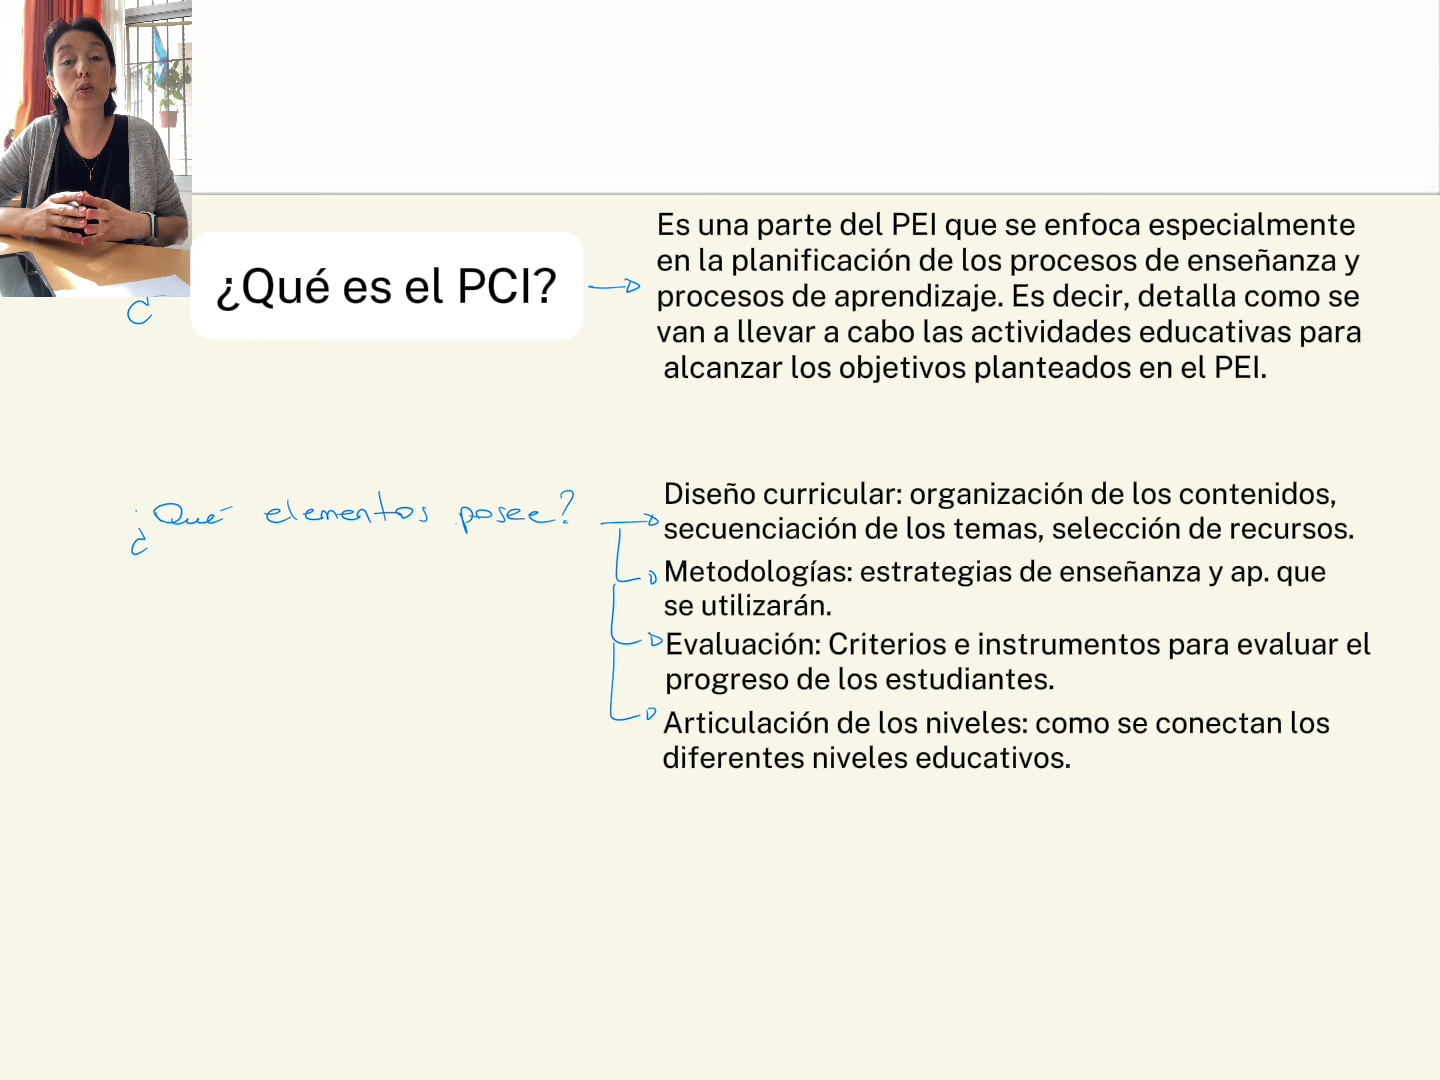 ¿Qué es el PCI?
Es una parte del PEI que se enfoca especialmente
en la planificación de los procesos de enseñanza y
procesos de aprendizaje. Es decir, detalla como se
van a llevar a cabo las actividades educativas para
alcanzar los objetivos planteados en el PEI.
¿Qué elementos posee?
Diseño curricular: organización de los contenidos,
secuenciación de los temas, selección de recursos.
Metodologías: estrategias de enseñanza y ap. que
se utilizarán.
Evaluación: Criterios e instrumentos para evaluar el
progreso de los estudiantes.
Articulación de los niveles: como se conectan los
diferentes niveles educativos.